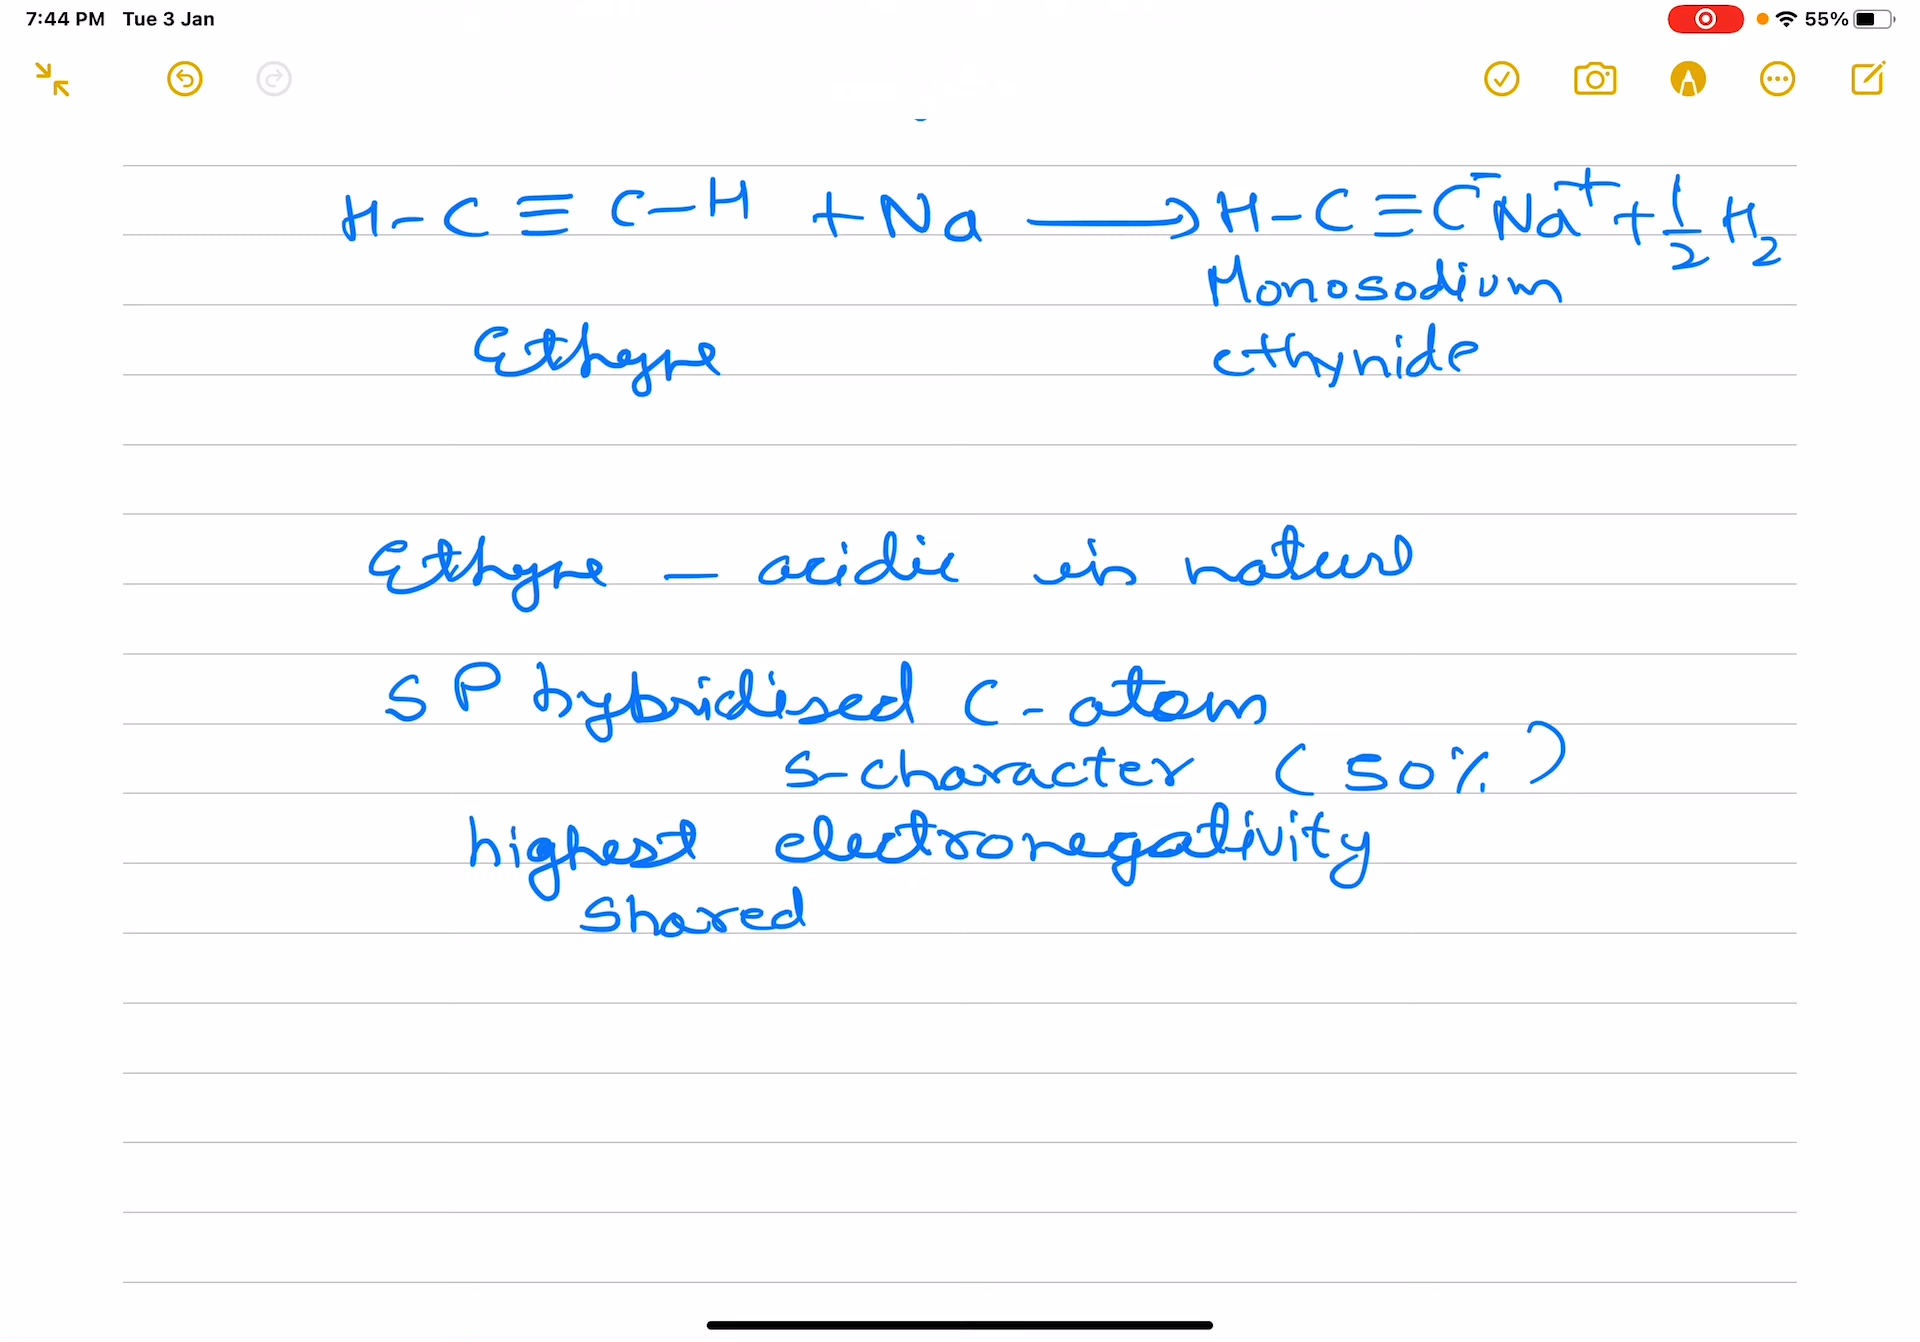 7:44 PM Tue 3 Jan 55%
H-C≡C-H + Na ⟶ H-C≡C⁻Na⁺ + 1/2 H₂
Monosodium
Ethyne ethynide
Ethyne - acidic in nature
SP hybridised C-atom
S-character (50%)
highest electronegativity
shared